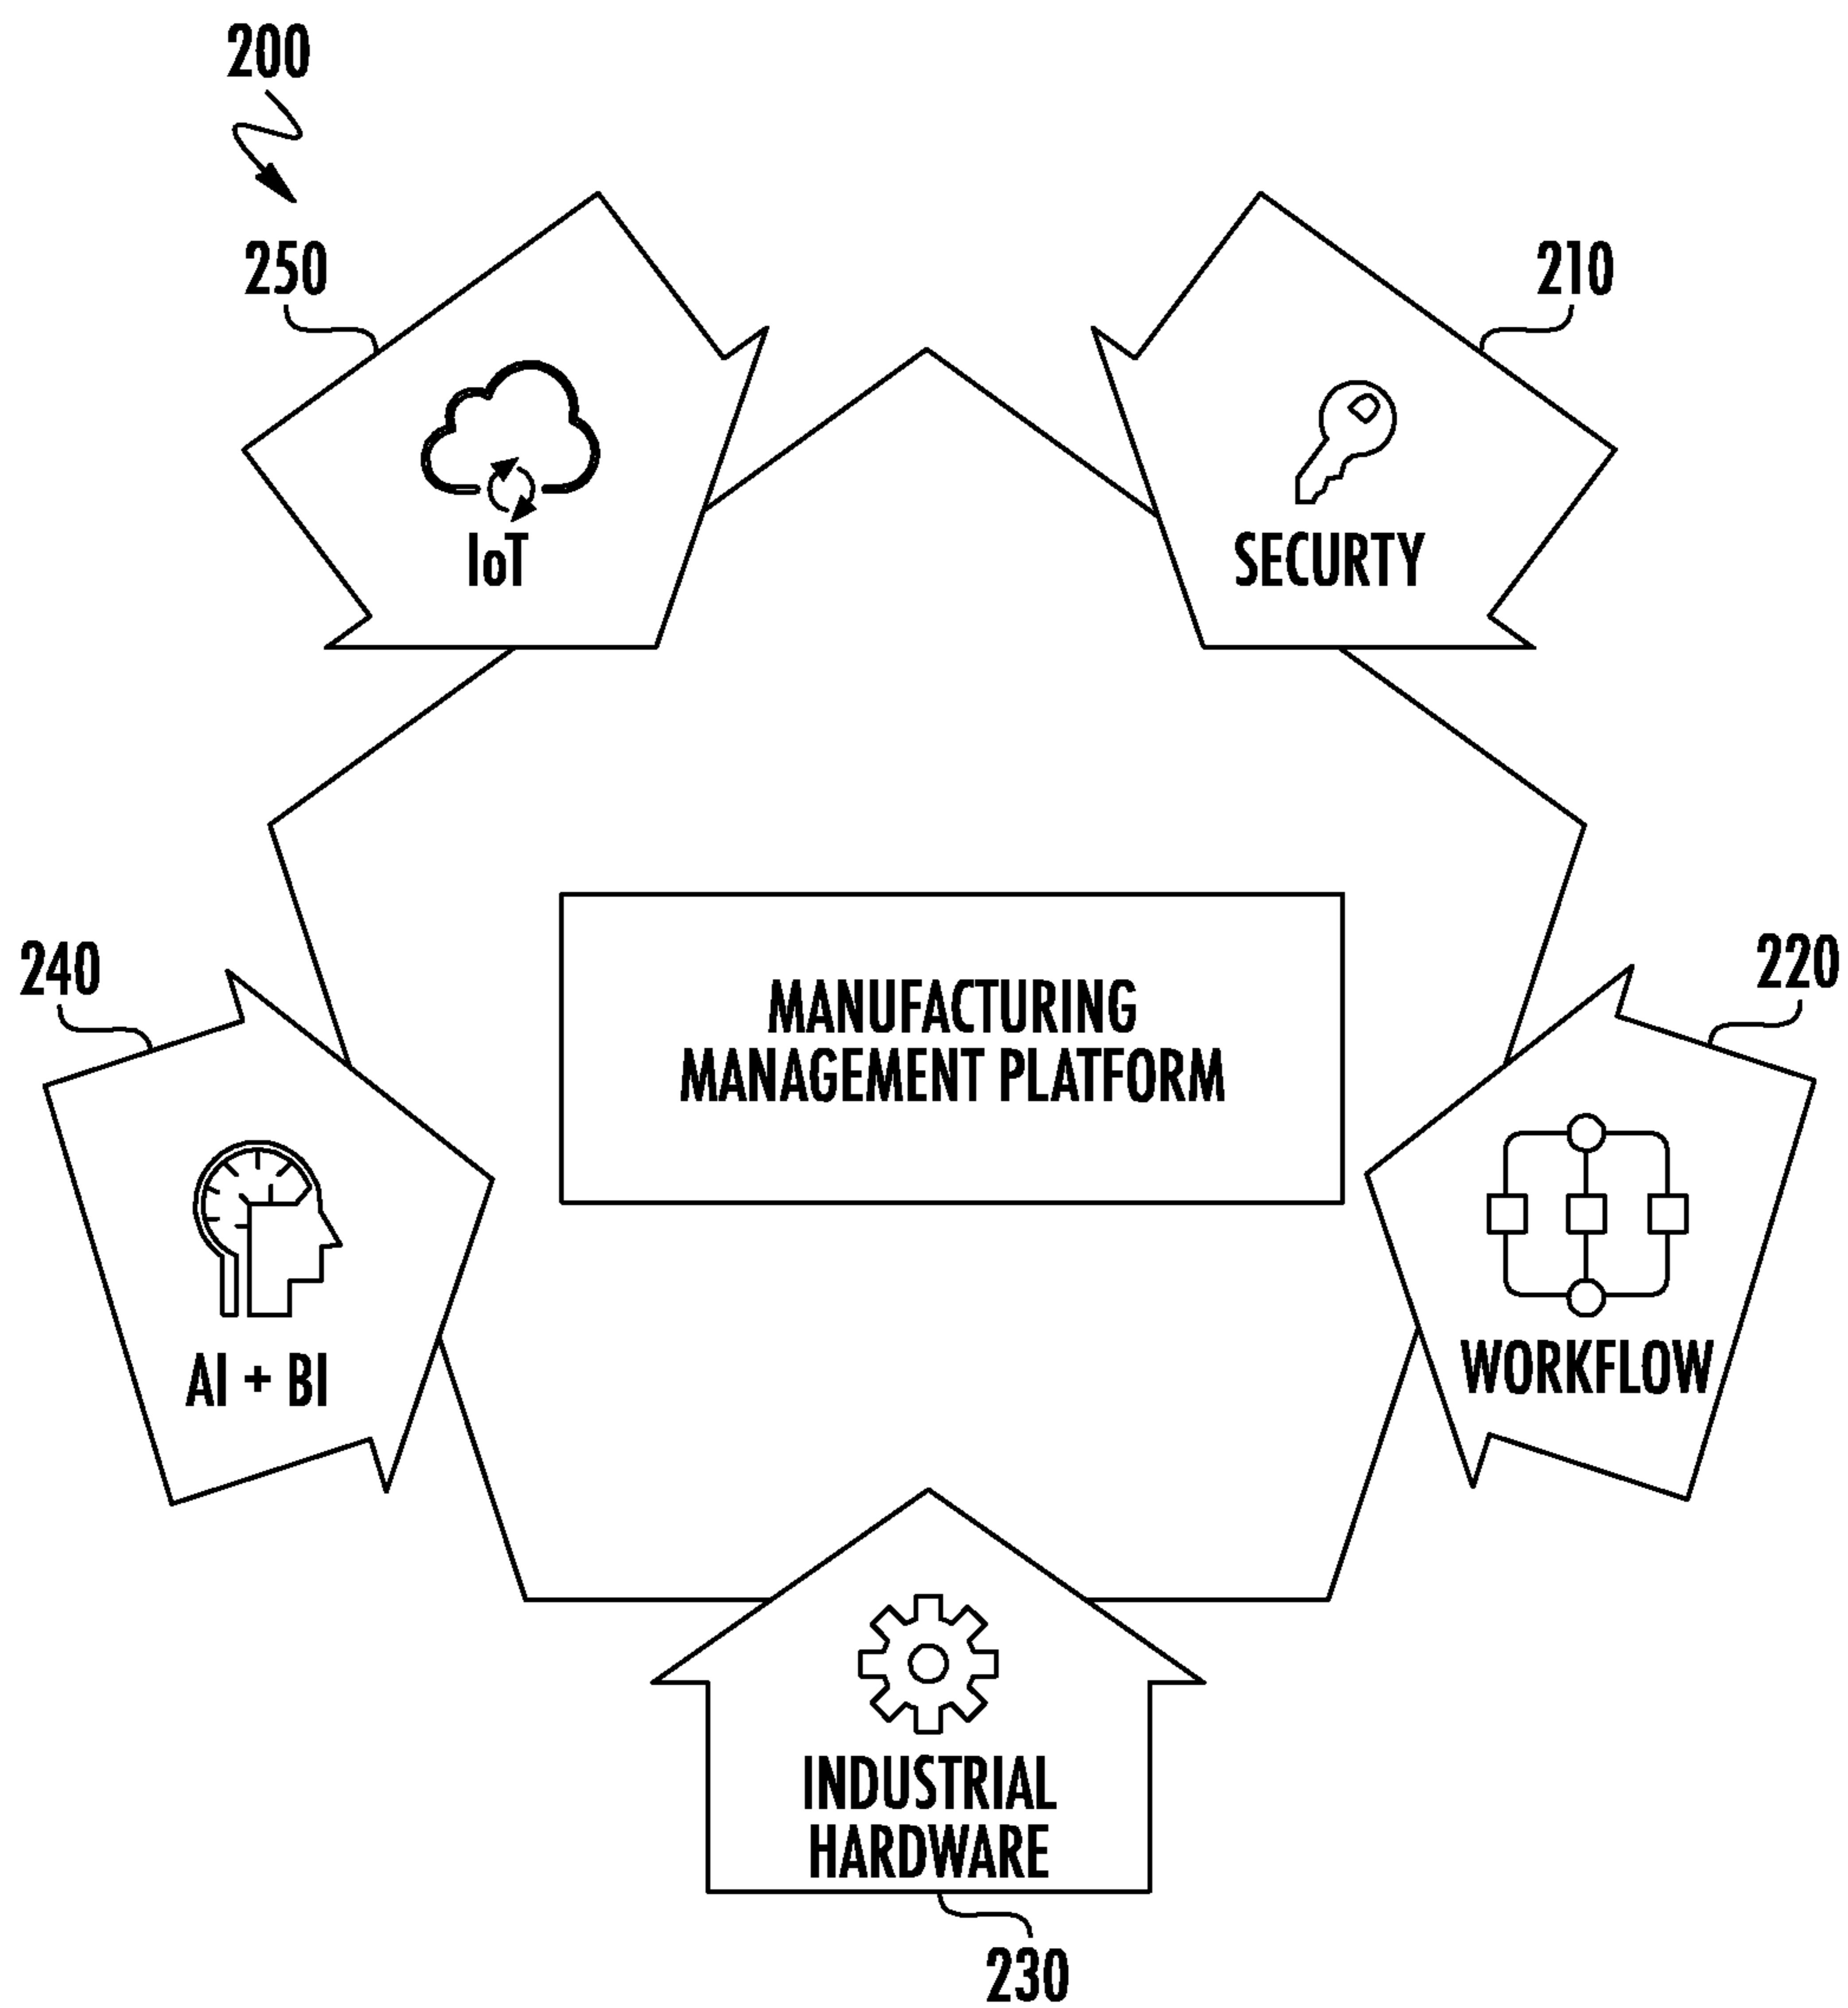 200
250
210
IoT
SECURTY
240
220
MANUFACTURING
MANAGEMENT PLATFORM
AI + BI
WORKFLOW
INDUSTRIAL
HARDWARE
230